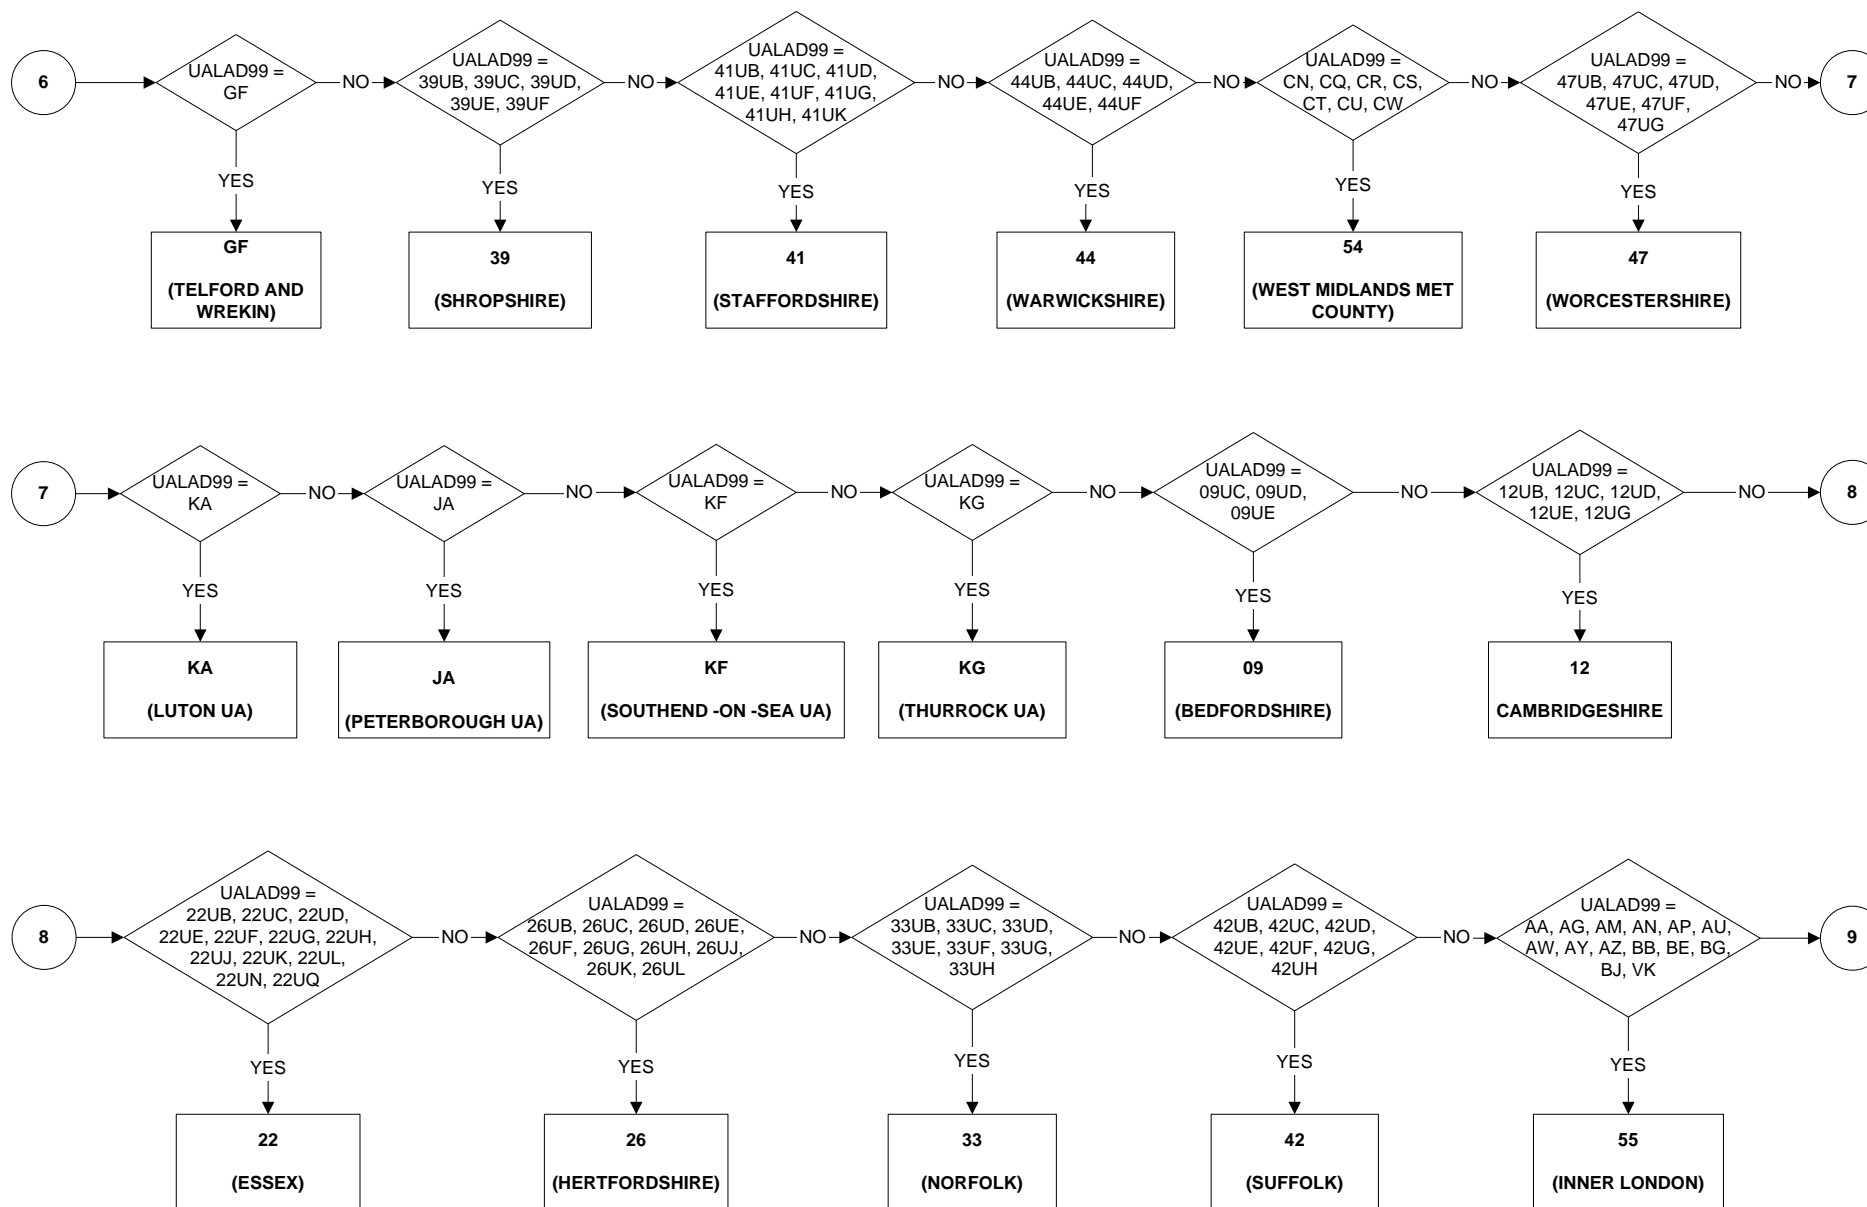 6
UALAD99 =
GF
NO
UALAD99 =
39UB, 39UC, 39UD,
39UE, 39UF
NO
UALAD99 =
41UB, 41UC, 41UD,
41UE, 41UF, 41UG,
41UH, 41UK
NO
UALAD99 =
44UB, 44UC, 44UD,
44UE, 44UF
NO
UALAD99 =
CN, CQ, CR, CS,
CT, CU, CW
NO
UALAD99 =
47UB, 47UC, 47UD,
47UE, 47UF,
47UG
NO
7
YES
YES
YES
YES
YES
YES
GF
(TELFORD AND
WREKIN)
39
(SHROPSHIRE)
41
(STAFFORDSHIRE)
44
(WARWICKSHIRE)
54
(WEST MIDLANDS MET
COUNTY)
47
(WORCESTERSHIRE)
7
UALAD99 =
KA
NO
UALAD99 =
JA
NO
UALAD99 =
KF
NO
UALAD99 =
KG
NO
UALAD99 =
09UC, 09UD,
09UE
NO
UALAD99 =
12UB, 12UC, 12UD,
12UE, 12UG
NO
8
YES
YES
YES
YES
YES
YES
KA
(LUTON UA)
JA
(PETERBOROUGH UA)
KF
(SOUTHEND -ON -SEA UA)
KG
(THURROCK UA)
09
(BEDFORDSHIRE)
12
CAMBRIDGESHIRE
8
UALAD99 =
22UB, 22UC, 22UD,
22UE, 22UF, 22UG, 22UH,
22UJ, 22UK, 22UL,
22UN, 22UQ
NO
UALAD99 =
26UB, 26UC, 26UD, 26UE,
26UF, 26UG, 26UH, 26UJ,
26UK, 26UL
NO
UALAD99 =
33UB, 33UC, 33UD,
33UE, 33UF, 33UG,
33UH
NO
UALAD99 =
42UB, 42UC, 42UD,
42UE, 42UF, 42UG,
42UH
NO
UALAD99 =
AA, AG, AM, AN, AP, AU,
AW, AY, AZ, BB, BE, BG,
BJ, VK
9
YES
YES
YES
YES
YES
22
(ESSEX)
26
(HERTFORDSHIRE)
33
(NORFOLK)
42
(SUFFOLK)
55
(INNER LONDON)